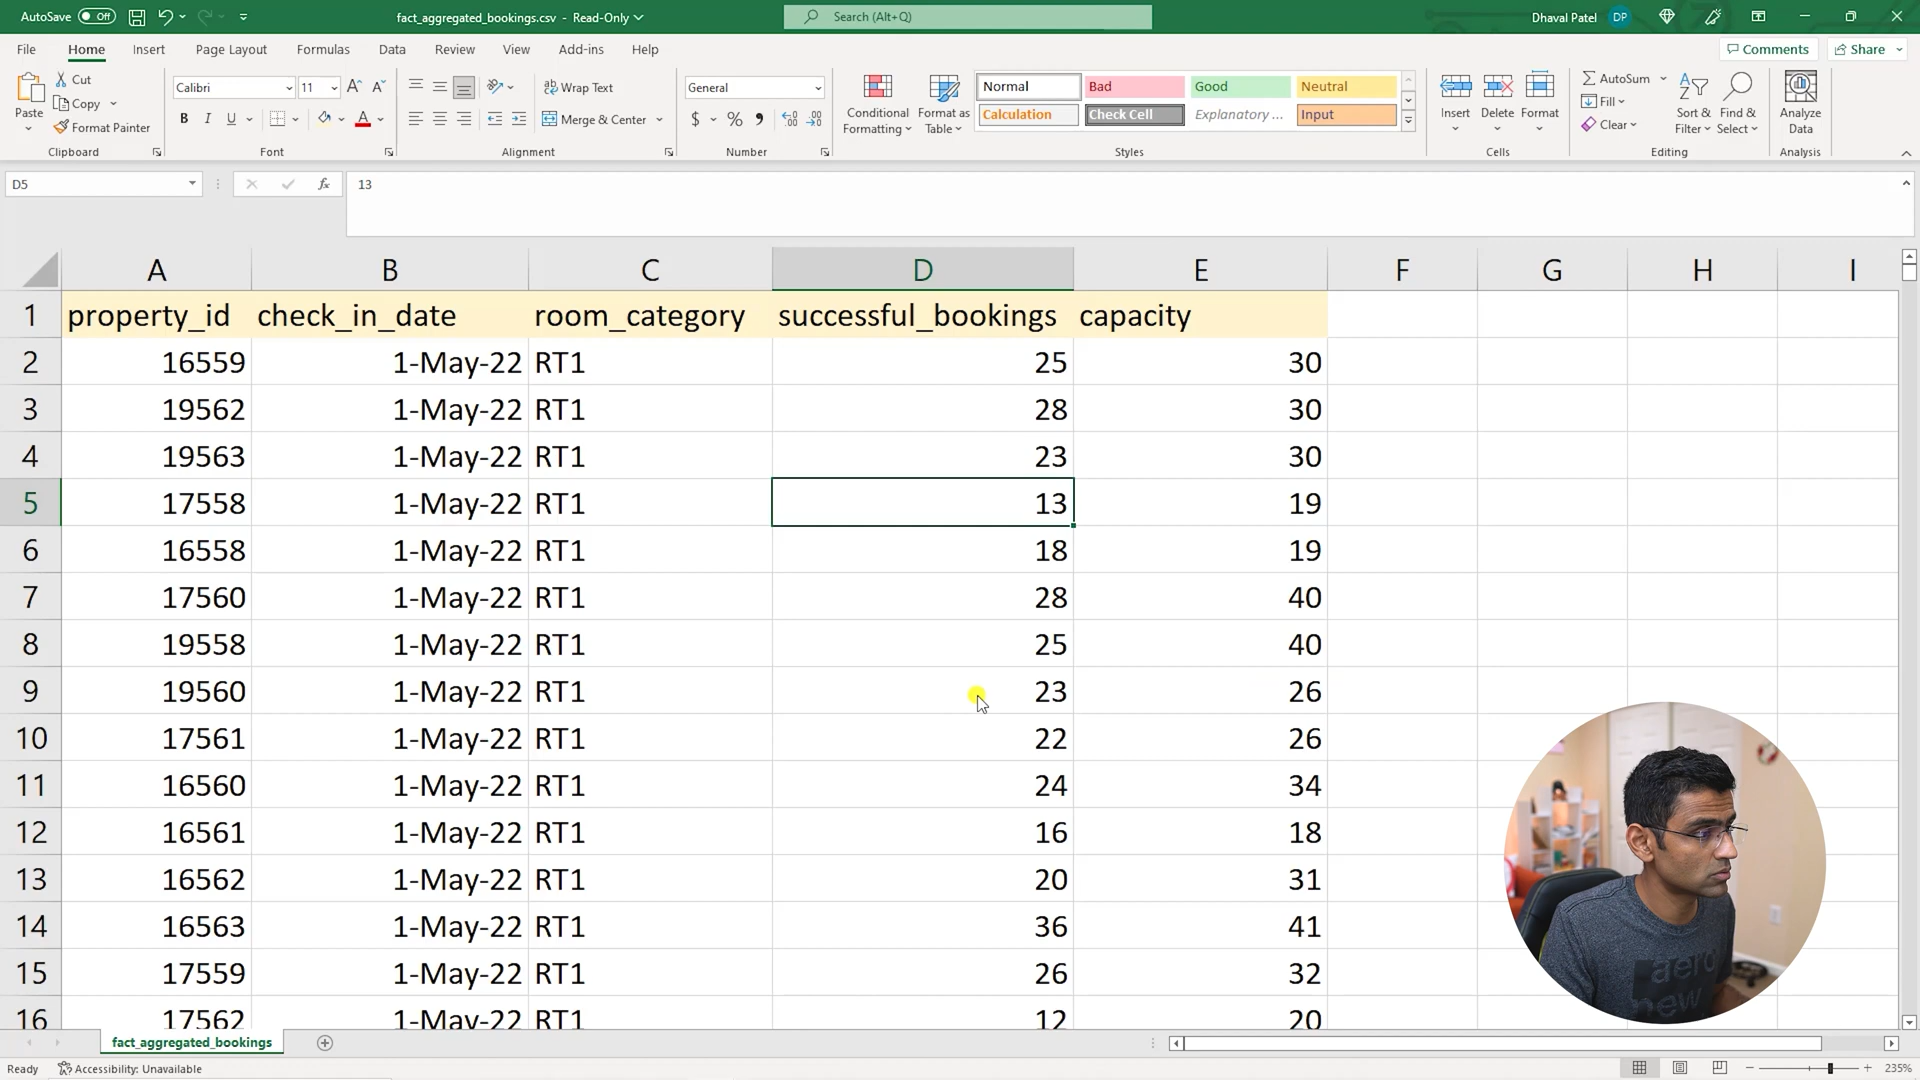 AutoSave Off fact_aggregated_bookings.csv - Read-Only Search (Alt+Q) Dhaval Patel DP
File Home Insert Page Layout Formulas Data Review View Add-ins Help Comments Share
Paste Cut Copy Format Painter Clipboard
Calibri 11 B I U A Font
Wrap Text Merge & Center Alignment
General $ % Number
Conditional Formatting Format as Table
Normal Bad Good Neutral
Calculation Check Cell Explanatory ... Input
Styles
Insert Delete Format Cells
AutoSum Fill Clear Sort & Filter Find & Select Editing
Analyze Data Analysis
D5 fx 13
A B C D E F G H I
1 property_id check_in_date room_category successful_bookings capacity
2 16559 1-May-22 RT1 25 30
3 19562 1-May-22 RT1 28 30
4 19563 1-May-22 RT1 23 30
5 17558 1-May-22 RT1 13 19
6 16558 1-May-22 RT1 18 19
7 17560 1-May-22 RT1 28 40
8 19558 1-May-22 RT1 25 40
9 19560 1-May-22 RT1 23 26
10 17561 1-May-22 RT1 22 26
11 16560 1-May-22 RT1 24 34
12 16561 1-May-22 RT1 16 18
13 16562 1-May-22 RT1 20 31
14 16563 1-May-22 RT1 36 41
15 17559 1-May-22 RT1 26 32
16 17562 1-May-22 RT1 12 20
aero
new
fact_aggregated_bookings
Ready Accessibility: Unavailable 235%